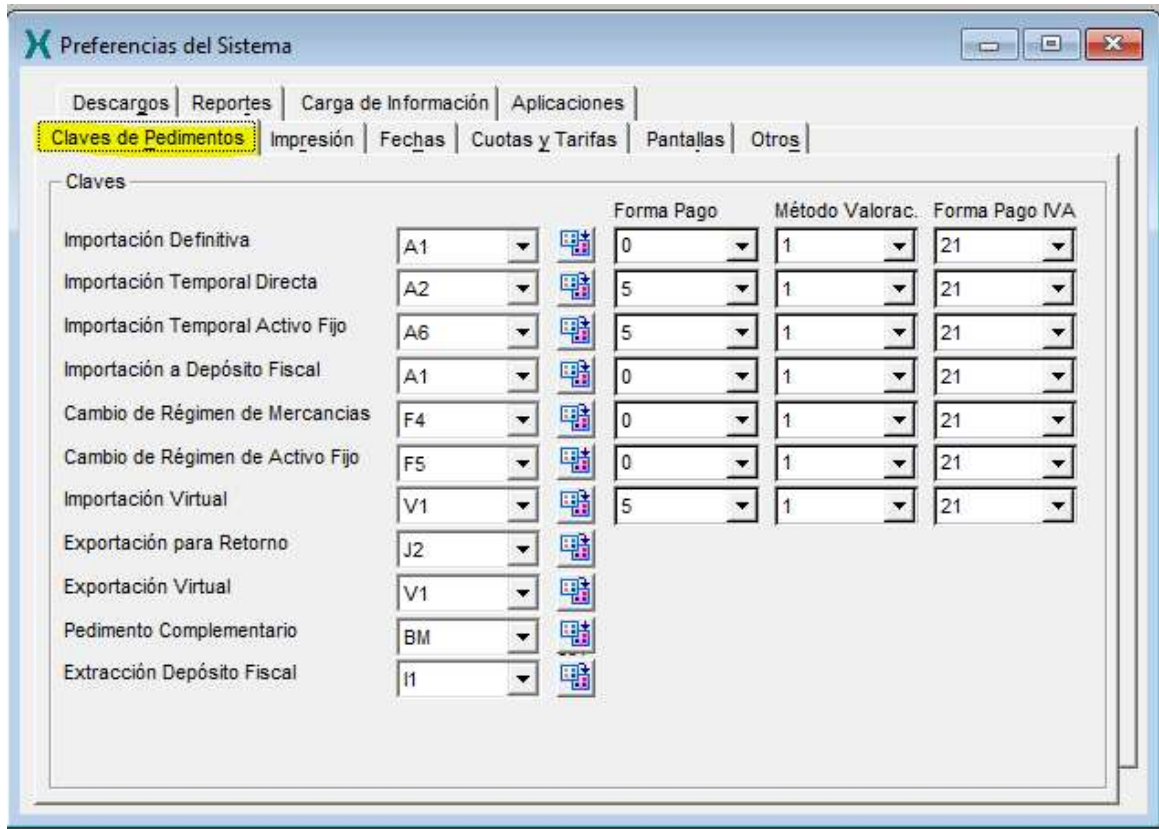 Preferencias del Sistema
Descargos Reportes Carga de Información Aplicaciones
Claves de Pedimentos Impresión Fechas Cuotas y Tarifas Pantallas Otros
Claves
Forma Pago Método Valorac. Forma Pago IVA
Importación Definitiva A1 0 1 21
Importación Temporal Directa A2 5 1 21
Importación Temporal Activo Fijo A6 5 1 21
Importación a Depósito Fiscal A1 0 1 21
Cambio de Régimen de Mercancias F4 0 1 21
Cambio de Régimen de Activo Fijo F5 0 1 21
Importación Virtual V1 5 1 21
Exportación para Retorno J2
Exportación Virtual V1
Pedimento Complementario BM
Extracción Depósito Fiscal I1